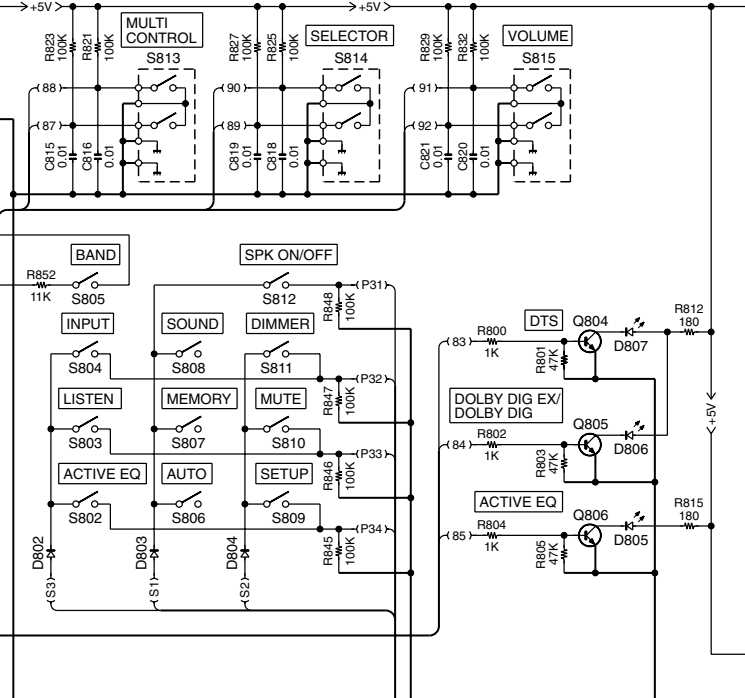 +5V
+5V
MULTI
CONTROL
SELECTOR
VOLUME
R823
100K
R821
100K
S813
R827
100K
R825
100K
S814
R829
100K
R832
100K
S815
88
90
91
87
89
92
C815
0.01
C816
0.01
C819
0.01
C818
0.01
C821
0.01
C820
0.01
BAND
SPK ON/OFF
R852
11K
S805
S812
R848
100K
P31
INPUT
SOUND
DIMMER
S804
S808
S811
P32
R847
100K
LISTEN
MEMORY
MUTE
S803
S807
S810
P33
R846
100K
ACTIVE EQ
AUTO
SETUP
S802
S806
S809
P34
R845
100K
D802
D803
D804
S3
S1
S2
DTS
Q804
R812
180
83
R800
1K
R801
47K
D807
DOLBY DIG EX/
DOLBY DIG
Q805
+5V
84
R802
1K
R803
47K
D806
ACTIVE EQ
Q806
R815
180
85
R804
1K
R805
47K
D805